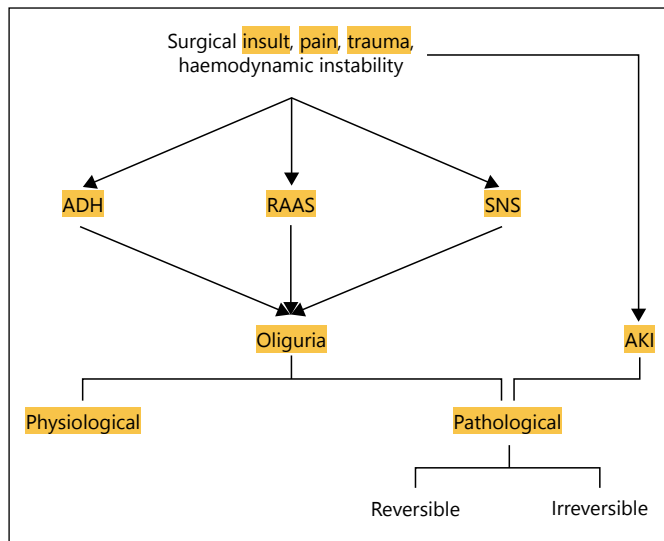 Surgical insult, pain, trauma,
haemodynamic instability
ADH
RAAS
SNS
Oliguria
AKI
Physiological
Pathological
Reversible
Irreversible